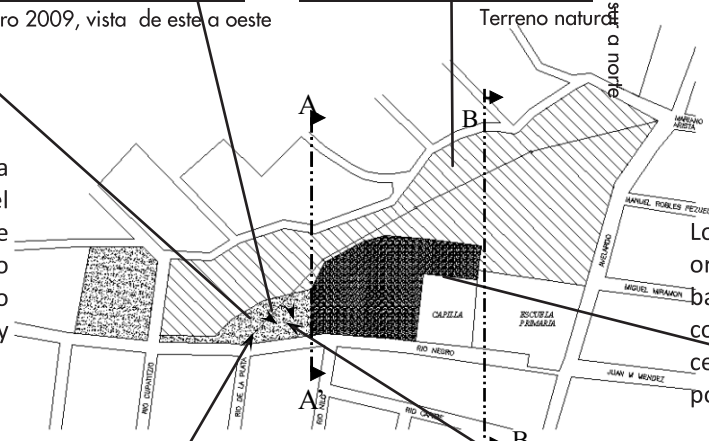 ro 2009, vista de este a oeste
Terreno natural
sur a norte
A
B
MARIANO
ARISTA
a
el
e
o
o
y
MANUEL ROBLES PEZUEL
Lo
or
ba
co
ce
po
AVELARDO
MIGUEL MIRAMON
CAPILLA
ESCUELA
PRIMARIA
RIO NEGRO
JUAN M MENDEZ
RIO CUPATITZIO
RIO DE LA PLATA
RIO NILO
A'
B